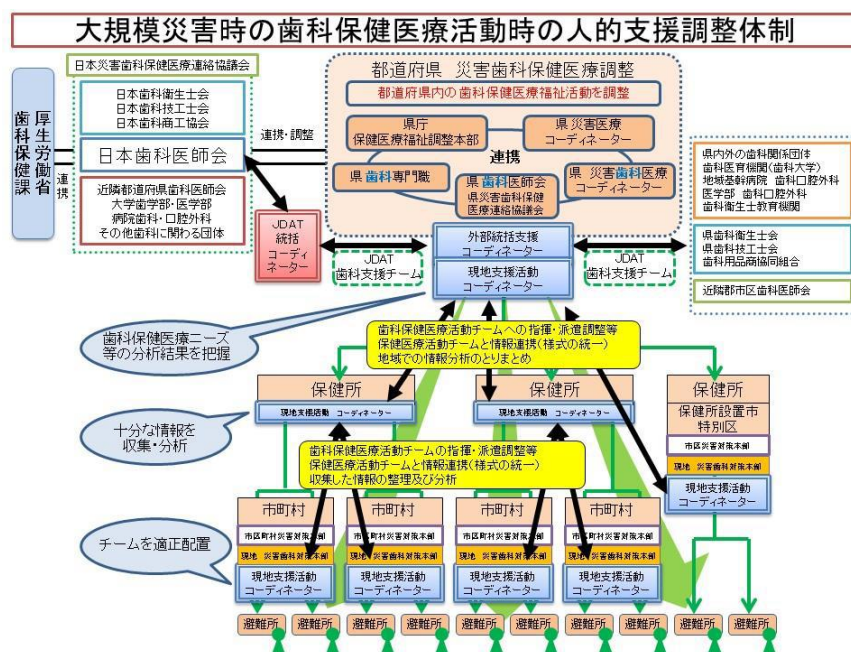 大規模災害時の歯科保健医療活動時の人的支援調整体制
厚生労働省
歯科保健課
連携
日本災害歯科保健医療連絡協議会
日本歯科衛生士会
日本歯科技工士会
日本歯科商工協会
日本歯科医師会
近隣都道府県歯科医師会
大学歯学部・医学部
病院歯科・口腔外科
その他歯科に関わる団体
連携・調整
JDAT
統括
コーディ
ネーター
都道府県 災害歯科保健医療調整
都道府県内の歯科保健医療福祉活動を調整
県庁
保健医療福祉調整本部
県災害医療
コーディネーター
連携
県歯科専門職
県歯科医師会
県災害歯科保健
医療連絡協議会
県 災害歯科医療
コーディネーター
外部統括支援
コーディネーター
現地支援活動
コーディネーター
JDAT
歯科支援チーム
JDAT
歯科支援チーム
県内外の歯科関係団体
歯科医育機関(歯科大学)
地域基幹病院 歯科口腔外科
医学部 歯科口腔外科
歯科衛生士教育機関
県歯科衛生士会
県歯科技工士会
歯科用品商協同組合
近隣郡市区歯科医師会
歯科保健医療ニーズ
等の分析結果を把握
歯科保健医療活動チームへの指揮・派遣調整等
保健医療活動チームと情報連携(様式の統一)
地域での情報分析のとりまとめ
保健所
現地支援活動 コーディネーター
保健所
現地支援活動 コーディネーター
保健所
保健所設置市
特別区
市区災害対策本部
現地 災害歯科対策本部
現地支援活動
コーディネーター
十分な情報を
収集・分析
歯科保健医療活動チームの指揮・派遣調整等
保健医療活動チームと情報連携(様式の統一)
収集した情報の整理及び分析
市町村
市区町村災害対策本部
現地 災害歯科対策本部
現地支援活動
コーディネーター
市町村
市区町村災害対策本部
現地 災害歯科対策本部
現地支援活動
コーディネーター
市町村
市区町村災害対策本部
現地 災害歯科対策本部
現地支援活動
コーディネーター
市町村
市区町村災害対策本部
現地 災害歯科対策本部
現地支援活動
コーディネーター
チームを適正配置
避難所
避難所
避難所
避難所
避難所
避難所
避難所
避難所
避難所
避難所